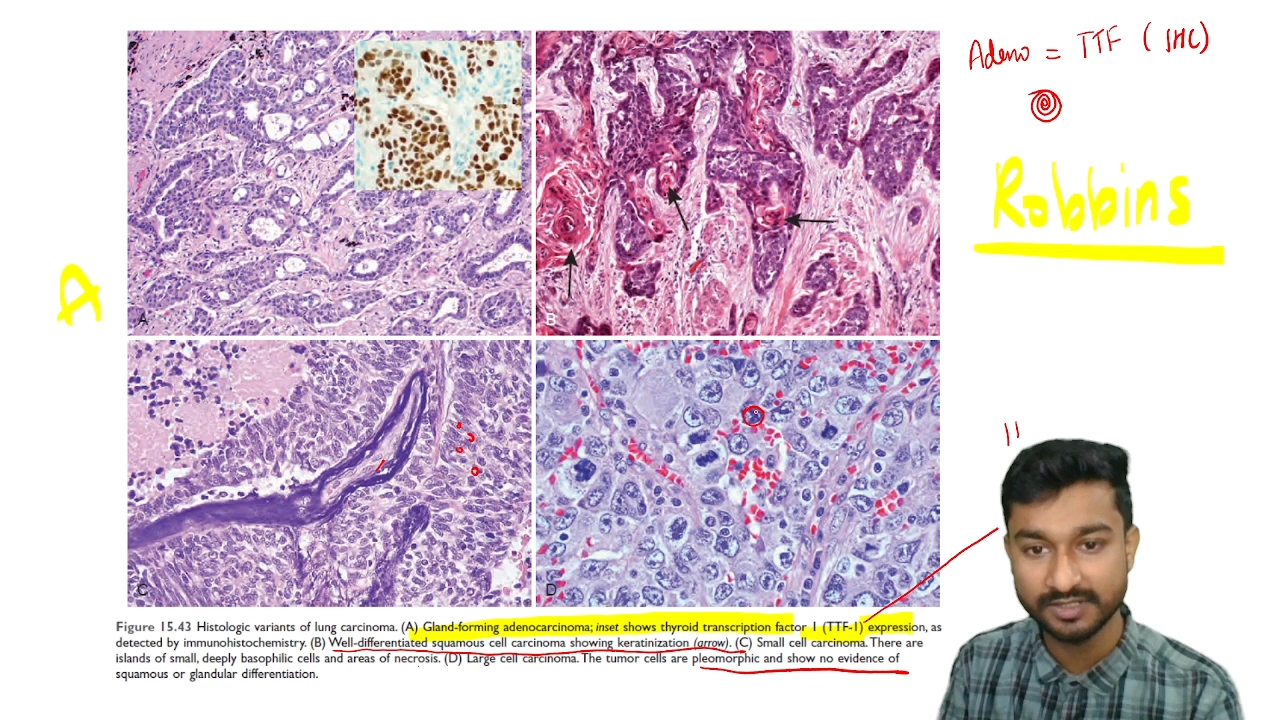 Adeno = TTF (IHC)
Robbins
A
A
B
C
D
Figure 15.43 Histologic variants of lung carcinoma. (A) Gland-forming adenocarcinoma; inset shows thyroid transcription factor 1 (TTF-1) expression, as
detected by immunohistochemistry. (B) Well-differentiated squamous cell carcinoma showing keratinization (arrow). (C) Small cell carcinoma. There are
islands of small, deeply basophilic cells and areas of necrosis. (D) Large cell carcinoma. The tumor cells are pleomorphic and show no evidence of
squamous or glandular differentiation.